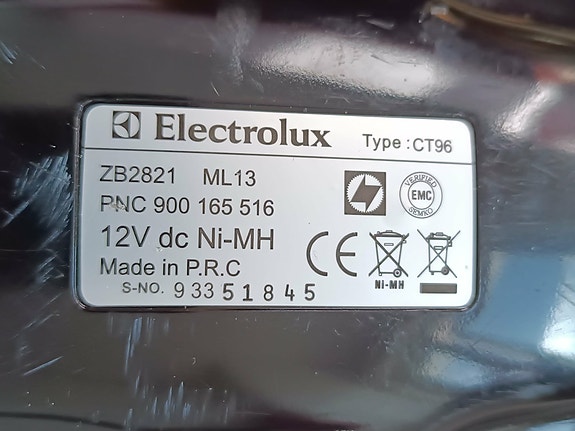 Electrolux Type : CT96
ZB2821 ML13
PNC 900 165 516
VERIFIED
EMC
SEMKO
12V dc Ni-MH
CE
Made in P.R.C
NI-MH
S-NO. 93351845